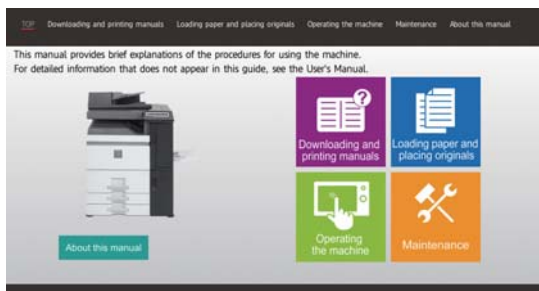 TOP Downloading and printing manuals Loading paper and placing originals Operating the machine Maintenance About this manual
This manual provides brief explanations of the procedures for using the machine.
For detailed information that does not appear in this guide, see the User's Manual.
Downloading and
printing manuals
Loading paper and
placing originals
About this manual
Operating
the machine
Maintenance